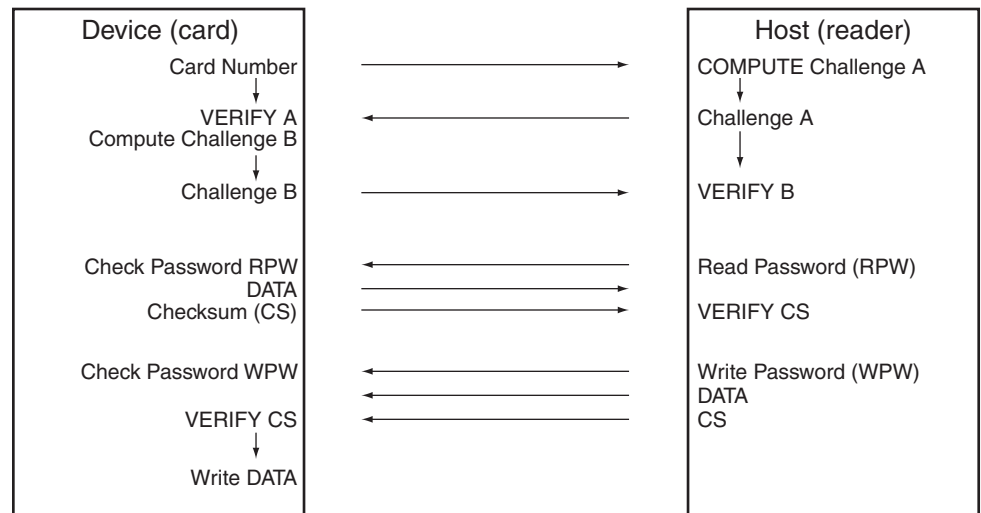 Device (card)
Card Number
VERIFY A
Compute Challenge B
Challenge B
Check Password RPW
DATA
Checksum (CS)
Check Password WPW
VERIFY CS
Write DATA
Host (reader)
COMPUTE Challenge A
Challenge A
VERIFY B
Read Password (RPW)
VERIFY CS
Write Password (WPW)
DATA
CS